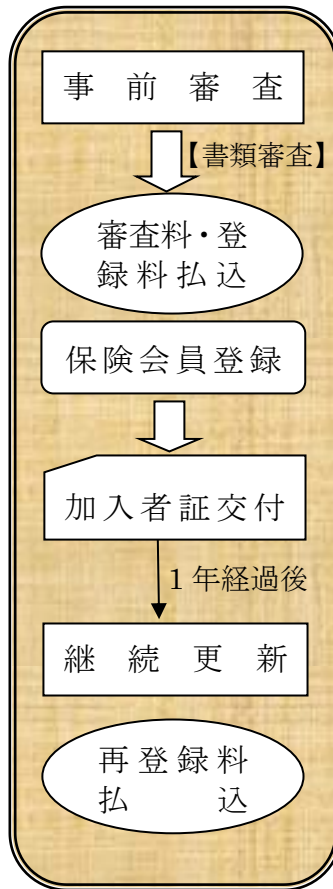 事前審査
【書類審査】
審査料・登
録料払込
保険会員登録
加入者証交付
1年経過後
継続更新
再登録料
払込